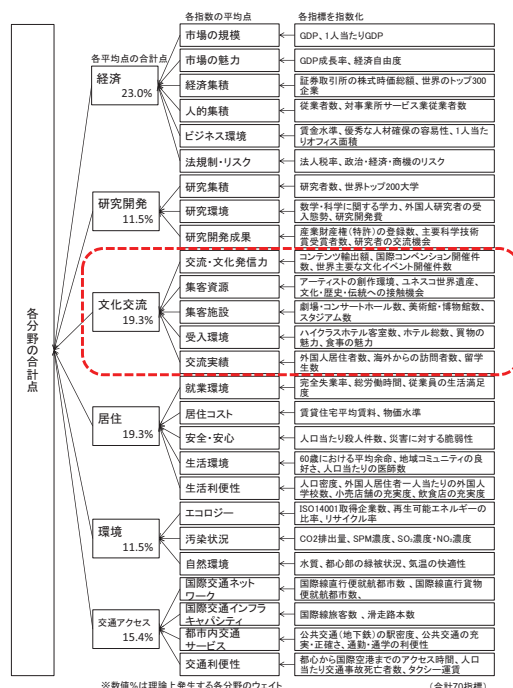 各指数の平均点
各指標を指数化
各平均点の合計点
各分野の合計点
経済
23.0%
市場の規模
GDP、1人当たりGDP
市場の魅力
GDP成長率、経済自由度
経済集積
証券取引所の株式時価総額、世界のトップ300
企業
人的集積
従業者数、対事業所サービス業従業者数
ビジネス環境
賃金水準、優秀な人材確保の容易性、1人当た
りオフィス面積
法規制・リスク
法人税率、政治・経済・商機のリスク
研究開発
11.5%
研究集積
研究者数、世界トップ200大学
研究環境
数学・科学に関する学力、外国人研究者の受
入態勢、研究開発費
研究開発成果
産業財産権(特許)の登録数、主要科学技術
賞受賞者数、研究者の交流機会
文化交流
19.3%
交流・文化発信力
コンテンツ輸出額、国際コンベンション開催件
数、世界主要な文化イベント開催件数
集客資源
アーティストの創作環境、ユネスコ世界遺産、
文化・歴史・伝統への接触機会
集客施設
劇場・コンサートホール数、美術館・博物館数、
スタジアム数
受入環境
ハイクラスホテル客室数、ホテル総数、買物の
魅力、食事の魅力
交流実績
外国人居住者数、海外からの訪問者数、留学
生数
居住
19.3%
就業環境
完全失業率、総労働時間、従業員の生活満足
度
居住コスト
賃貸住宅平均賃料、物価水準
安全・安心
人口当たり殺人件数、災害に対する脆弱性
生活環境
60歳における平均余命、地域コミュニティの良
好さ、人口当たりの医師数
生活利便性
人口密度、外国人居住者一人当たりの外国人
学校数、小売店舗の充実度、飲食店の充実度
環境
11.5%
エコロジー
ISO14001取得企業数、再生可能エネルギーの
比率、リサイクル率
汚染状況
CO2排出量、SPM濃度、SO₂濃度・NO₂濃度
自然環境
水質、都心部の緑被状況、気温の快適性
交通アクセス
15.4%
国際交通ネット
ワーク
国際線直行便就航都市数 、国際線直行貨物
便就航都市数、
国際交通インフラ
キャパシティ
国際線旅客数 、滑走路本数
都市内交通
サービス
公共交通(地下鉄)の駅密度、公共交通の充
実・正確さ、通勤・通学の利便性
交通利便性
都心から国際空港までのアクセス時間、人口
当たり交通事故死亡者数、タクシー運賃
※数値%は理論上発生する各分野のウェイト
(合計70指標)